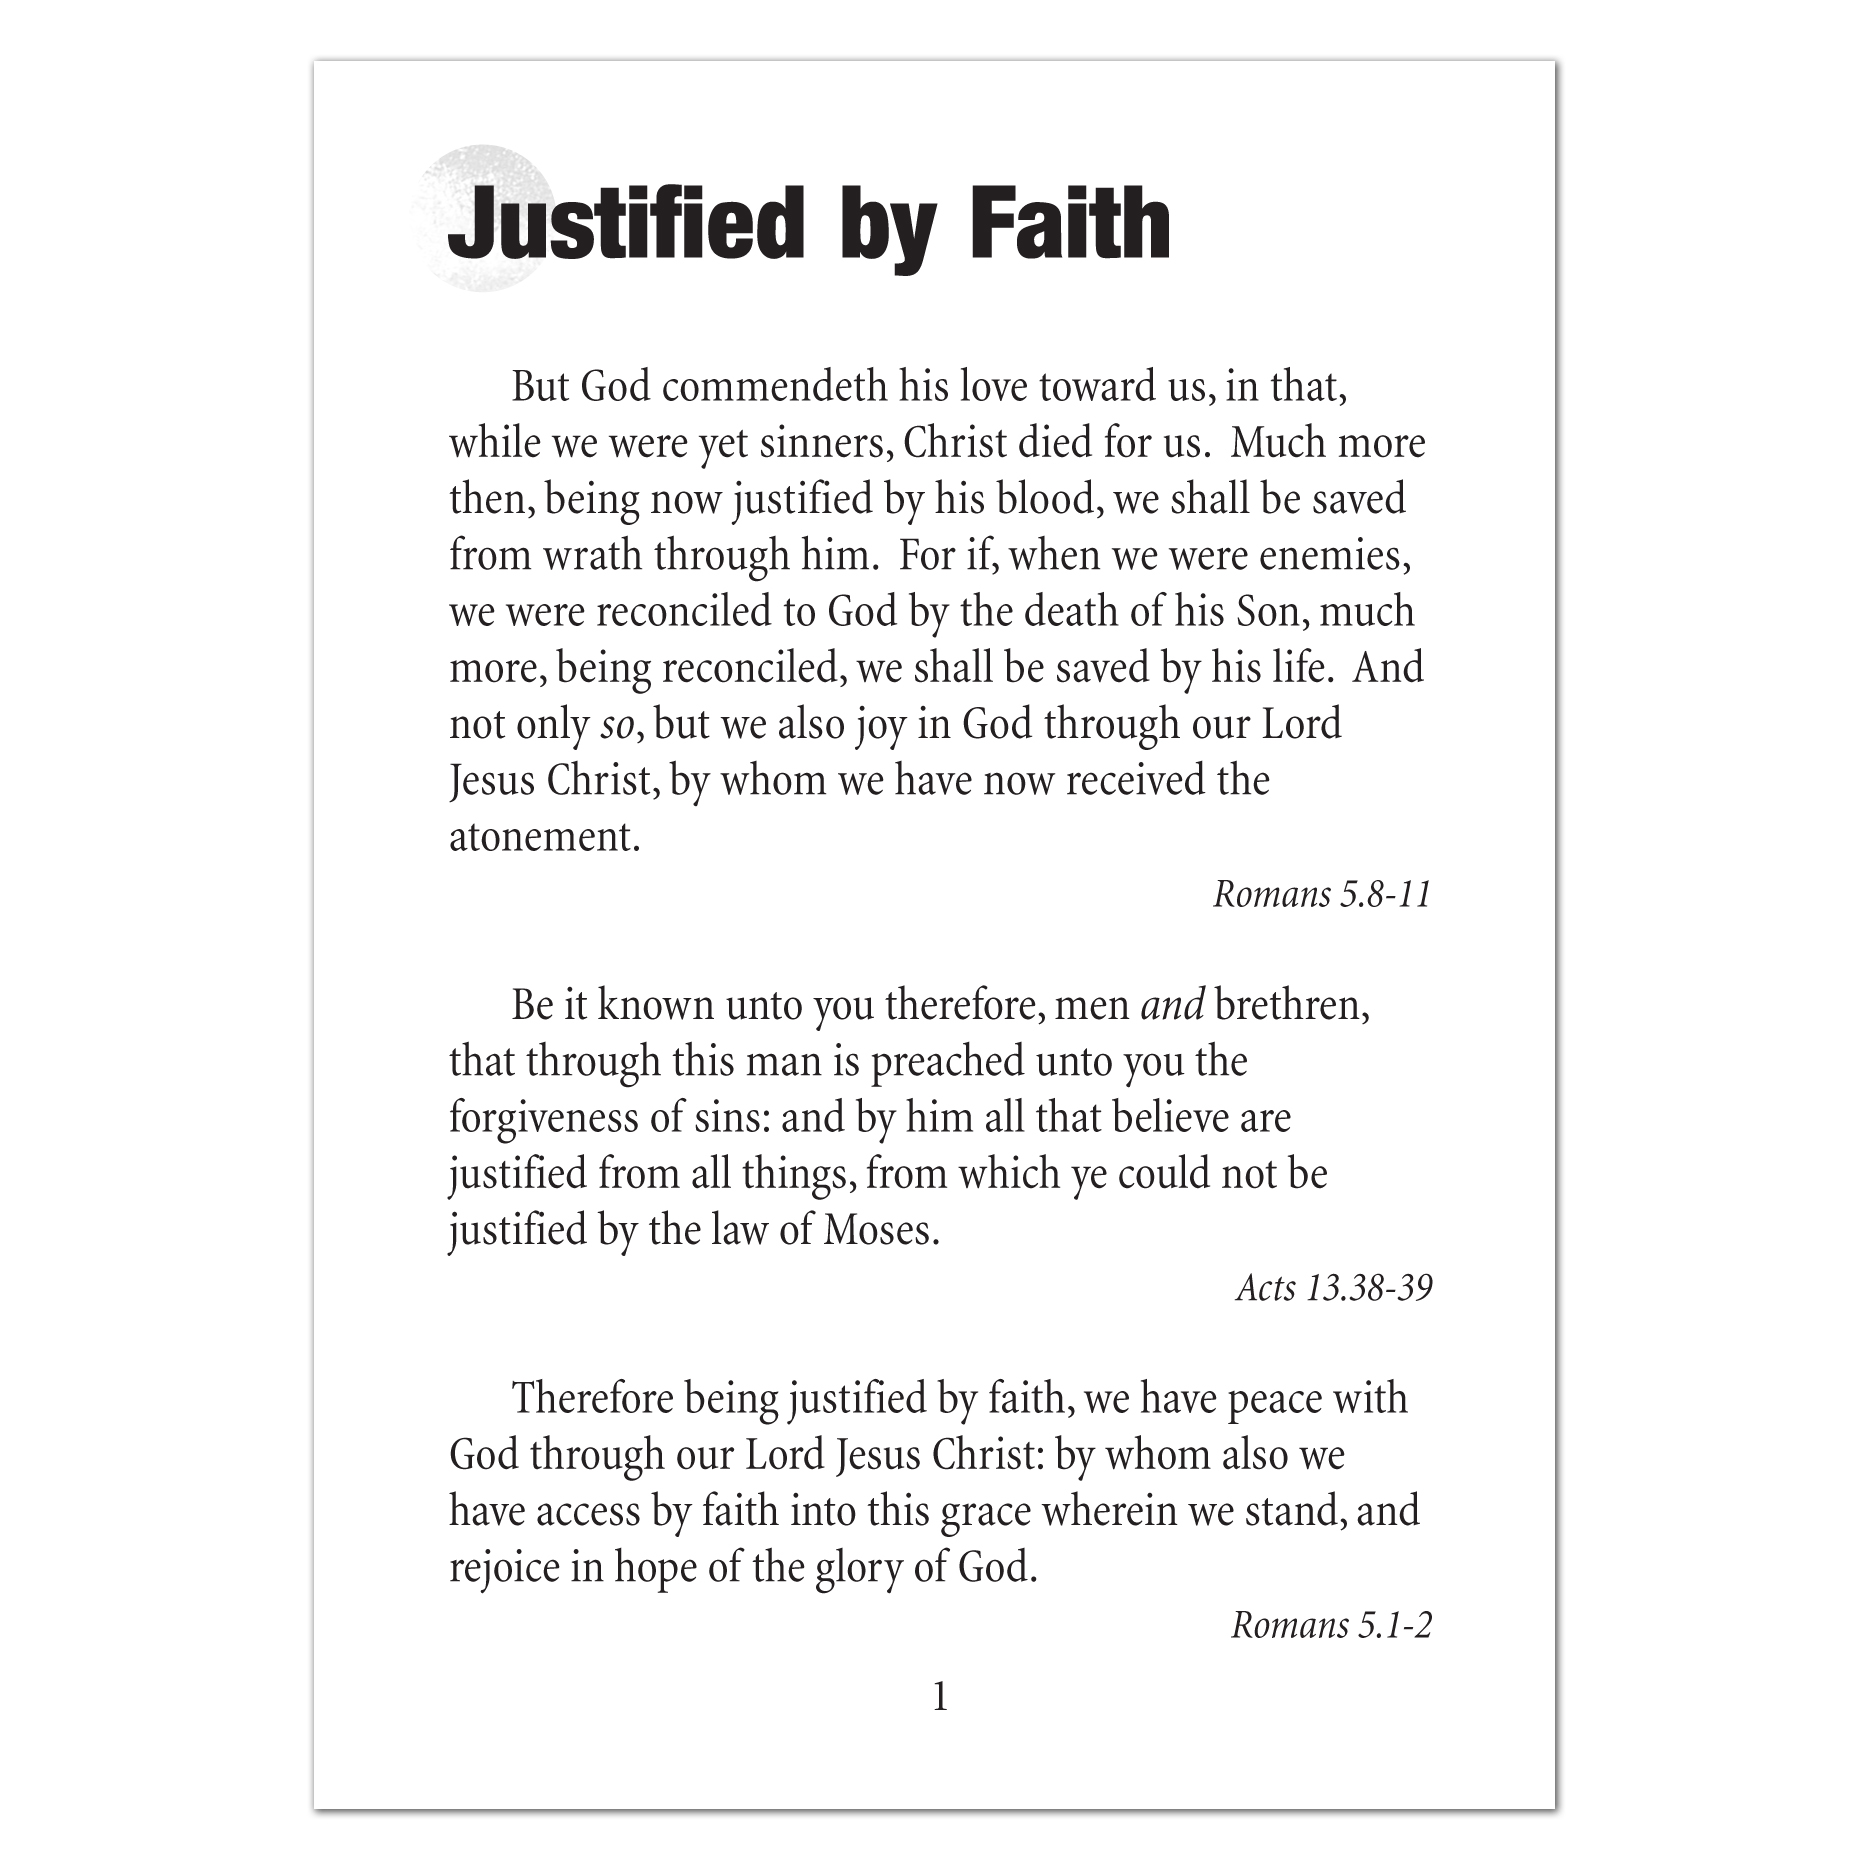 Justified by Faith
But God commendeth his love toward us, in that,
while we were yet sinners, Christ died for us.  Much more
then, being now justified by his blood, we shall be saved
from wrath through him.  For if, when we were enemies,
we were reconciled to God by the death of his Son, much
more, being reconciled, we shall be saved by his life.  And
not only so, but we also joy in God through our Lord
Jesus Christ, by whom we have now received the
atonement.
Romans 5.8-11
Be it known unto you therefore, men and brethren,
that through this man is preached unto you the
forgiveness of sins: and by him all that believe are
justified from all things, from which ye could not be
justified by the law of Moses.
Acts 13.38-39
Therefore being justified by faith, we have peace with
God through our Lord Jesus Christ: by whom also we
have access by faith into this grace wherein we stand, and
rejoice in hope of the glory of God.
Romans 5.1-2
1